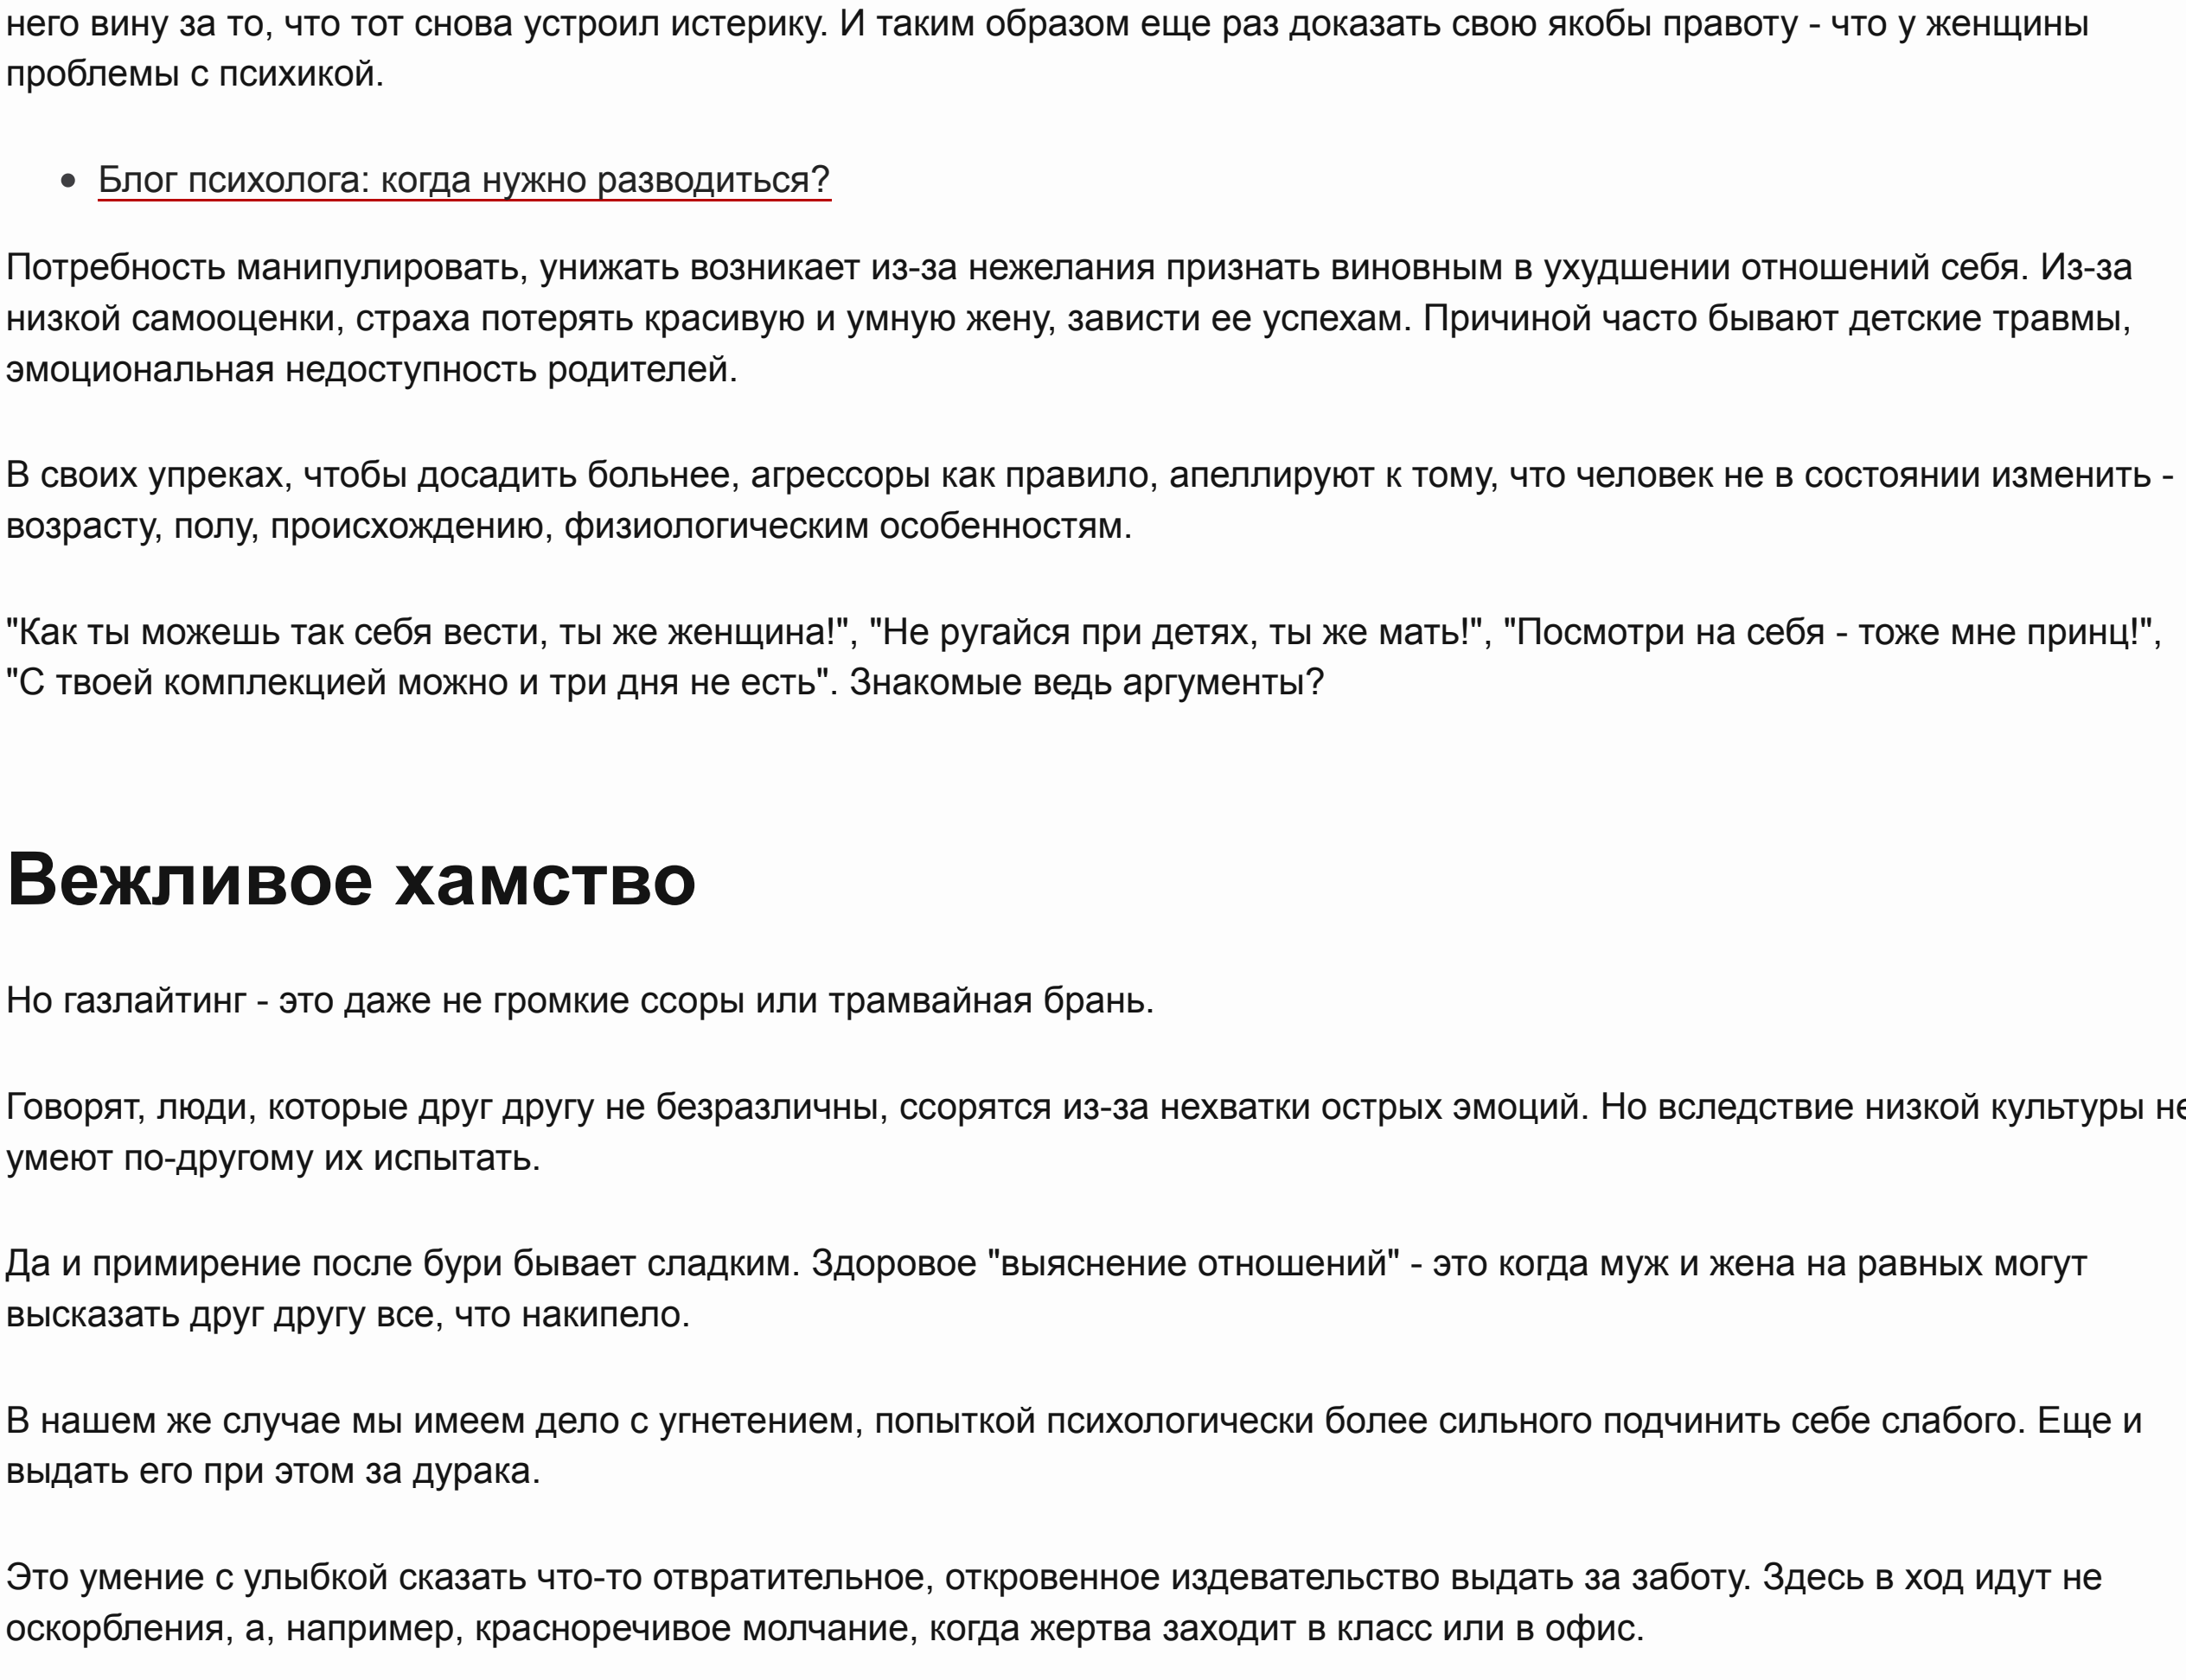 него вину за то, что тот снова устроил истерику. И таким образом еще раз доказать свою якобы правоту - что у женщины
проблемы с психикой.
• Блог психолога: когда нужно разводиться?
Потребность манипулировать, унижать возникает из-за нежелания признать виновным в ухудшении отношений себя. Из-за
низкой самооценки, страха потерять красивую и умную жену, зависти ее успехам. Причиной часто бывают детские травмы,
эмоциональная недоступность родителей.
В своих упреках, чтобы досадить больнее, агрессоры как правило, апеллируют к тому, что человек не в состоянии изменить -
возрасту, полу, происхождению, физиологическим особенностям.
"Как ты можешь так себя вести, ты же женщина!", "Не ругайся при детях, ты же мать!", "Посмотри на себя - тоже мне принц!",
"С твоей комплекцией можно и три дня не есть". Знакомые ведь аргументы?
Вежливое хамство
Но газлайтинг - это даже не громкие ссоры или трамвайная брань.
Говорят, люди, которые друг другу не безразличны, ссорятся из-за нехватки острых эмоций. Но вследствие низкой культуры не
умеют по-другому их испытать.
Да и примирение после бури бывает сладким. Здоровое "выяснение отношений" - это когда муж и жена на равных могут
высказать друг другу все, что накипело.
В нашем же случае мы имеем дело с угнетением, попыткой психологически более сильного подчинить себе слабого. Еще и
выдать его при этом за дурака.
Это умение с улыбкой сказать что-то отвратительное, откровенное издевательство выдать за заботу. Здесь в ход идут не
оскорбления, а, например, красноречивое молчание, когда жертва заходит в класс или в офис.